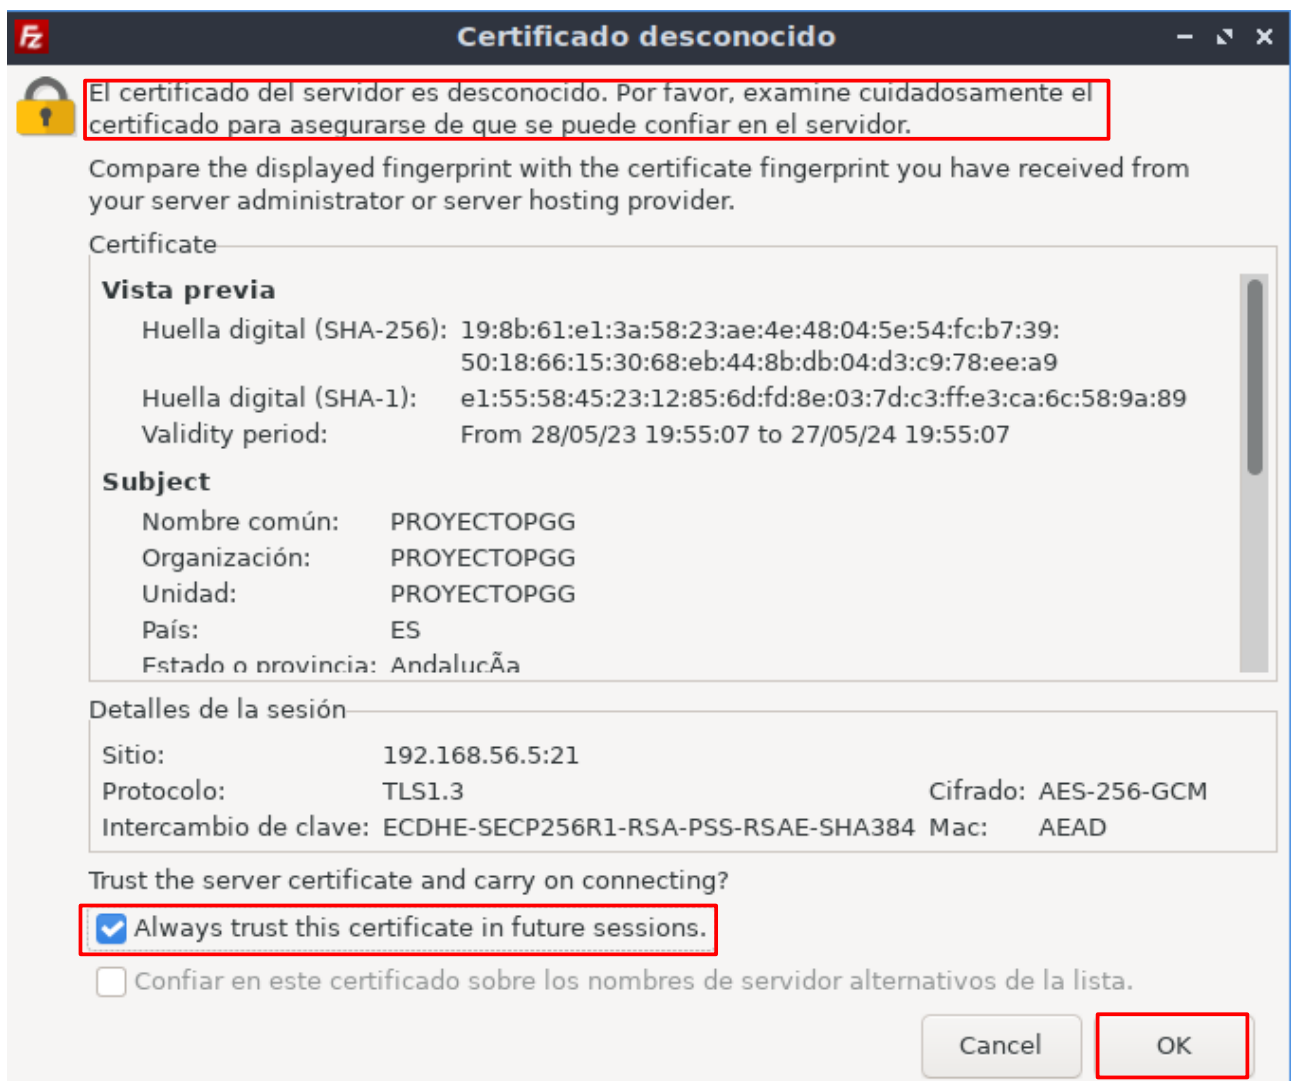 Fz
Certificado desconocido
El certificado del servidor es desconocido. Por favor, examine cuidadosamente el
certificado para asegurarse de que se puede confiar en el servidor.
Compare the displayed fingerprint with the certificate fingerprint you have received from
your server administrator or server hosting provider.
Certificate
Vista previa
Huella digital (SHA-256): 19:8b:61:e1:3a:58:23:ae:4e:48:04:5e:54:fc:b7:39:
50:18:66:15:30:68:eb:44:8b:db:04:d3:c9:78:ee:a9
Huella digital (SHA-1): e1:55:58:45:23:12:85:6d:fd:8e:03:7d:c3:ff:e3:ca:6c:58:9a:89
Validity period: From 28/05/23 19:55:07 to 27/05/24 19:55:07
Subject
Nombre común: PROYECTOPGG
Organización: PROYECTOPGG
Unidad: PROYECTOPGG
País: ES
Estado o provincia: AndalucÃa
Detalles de la sesión
Sitio: 192.168.56.5:21
Protocolo: TLS1.3 Cifrado: AES-256-GCM
Intercambio de clave: ECDHE-SECP256R1-RSA-PSS-RSAE-SHA384 Mac: AEAD
Trust the server certificate and carry on connecting?
Always trust this certificate in future sessions.
Confiar en este certificado sobre los nombres de servidor alternativos de la lista.
Cancel OK